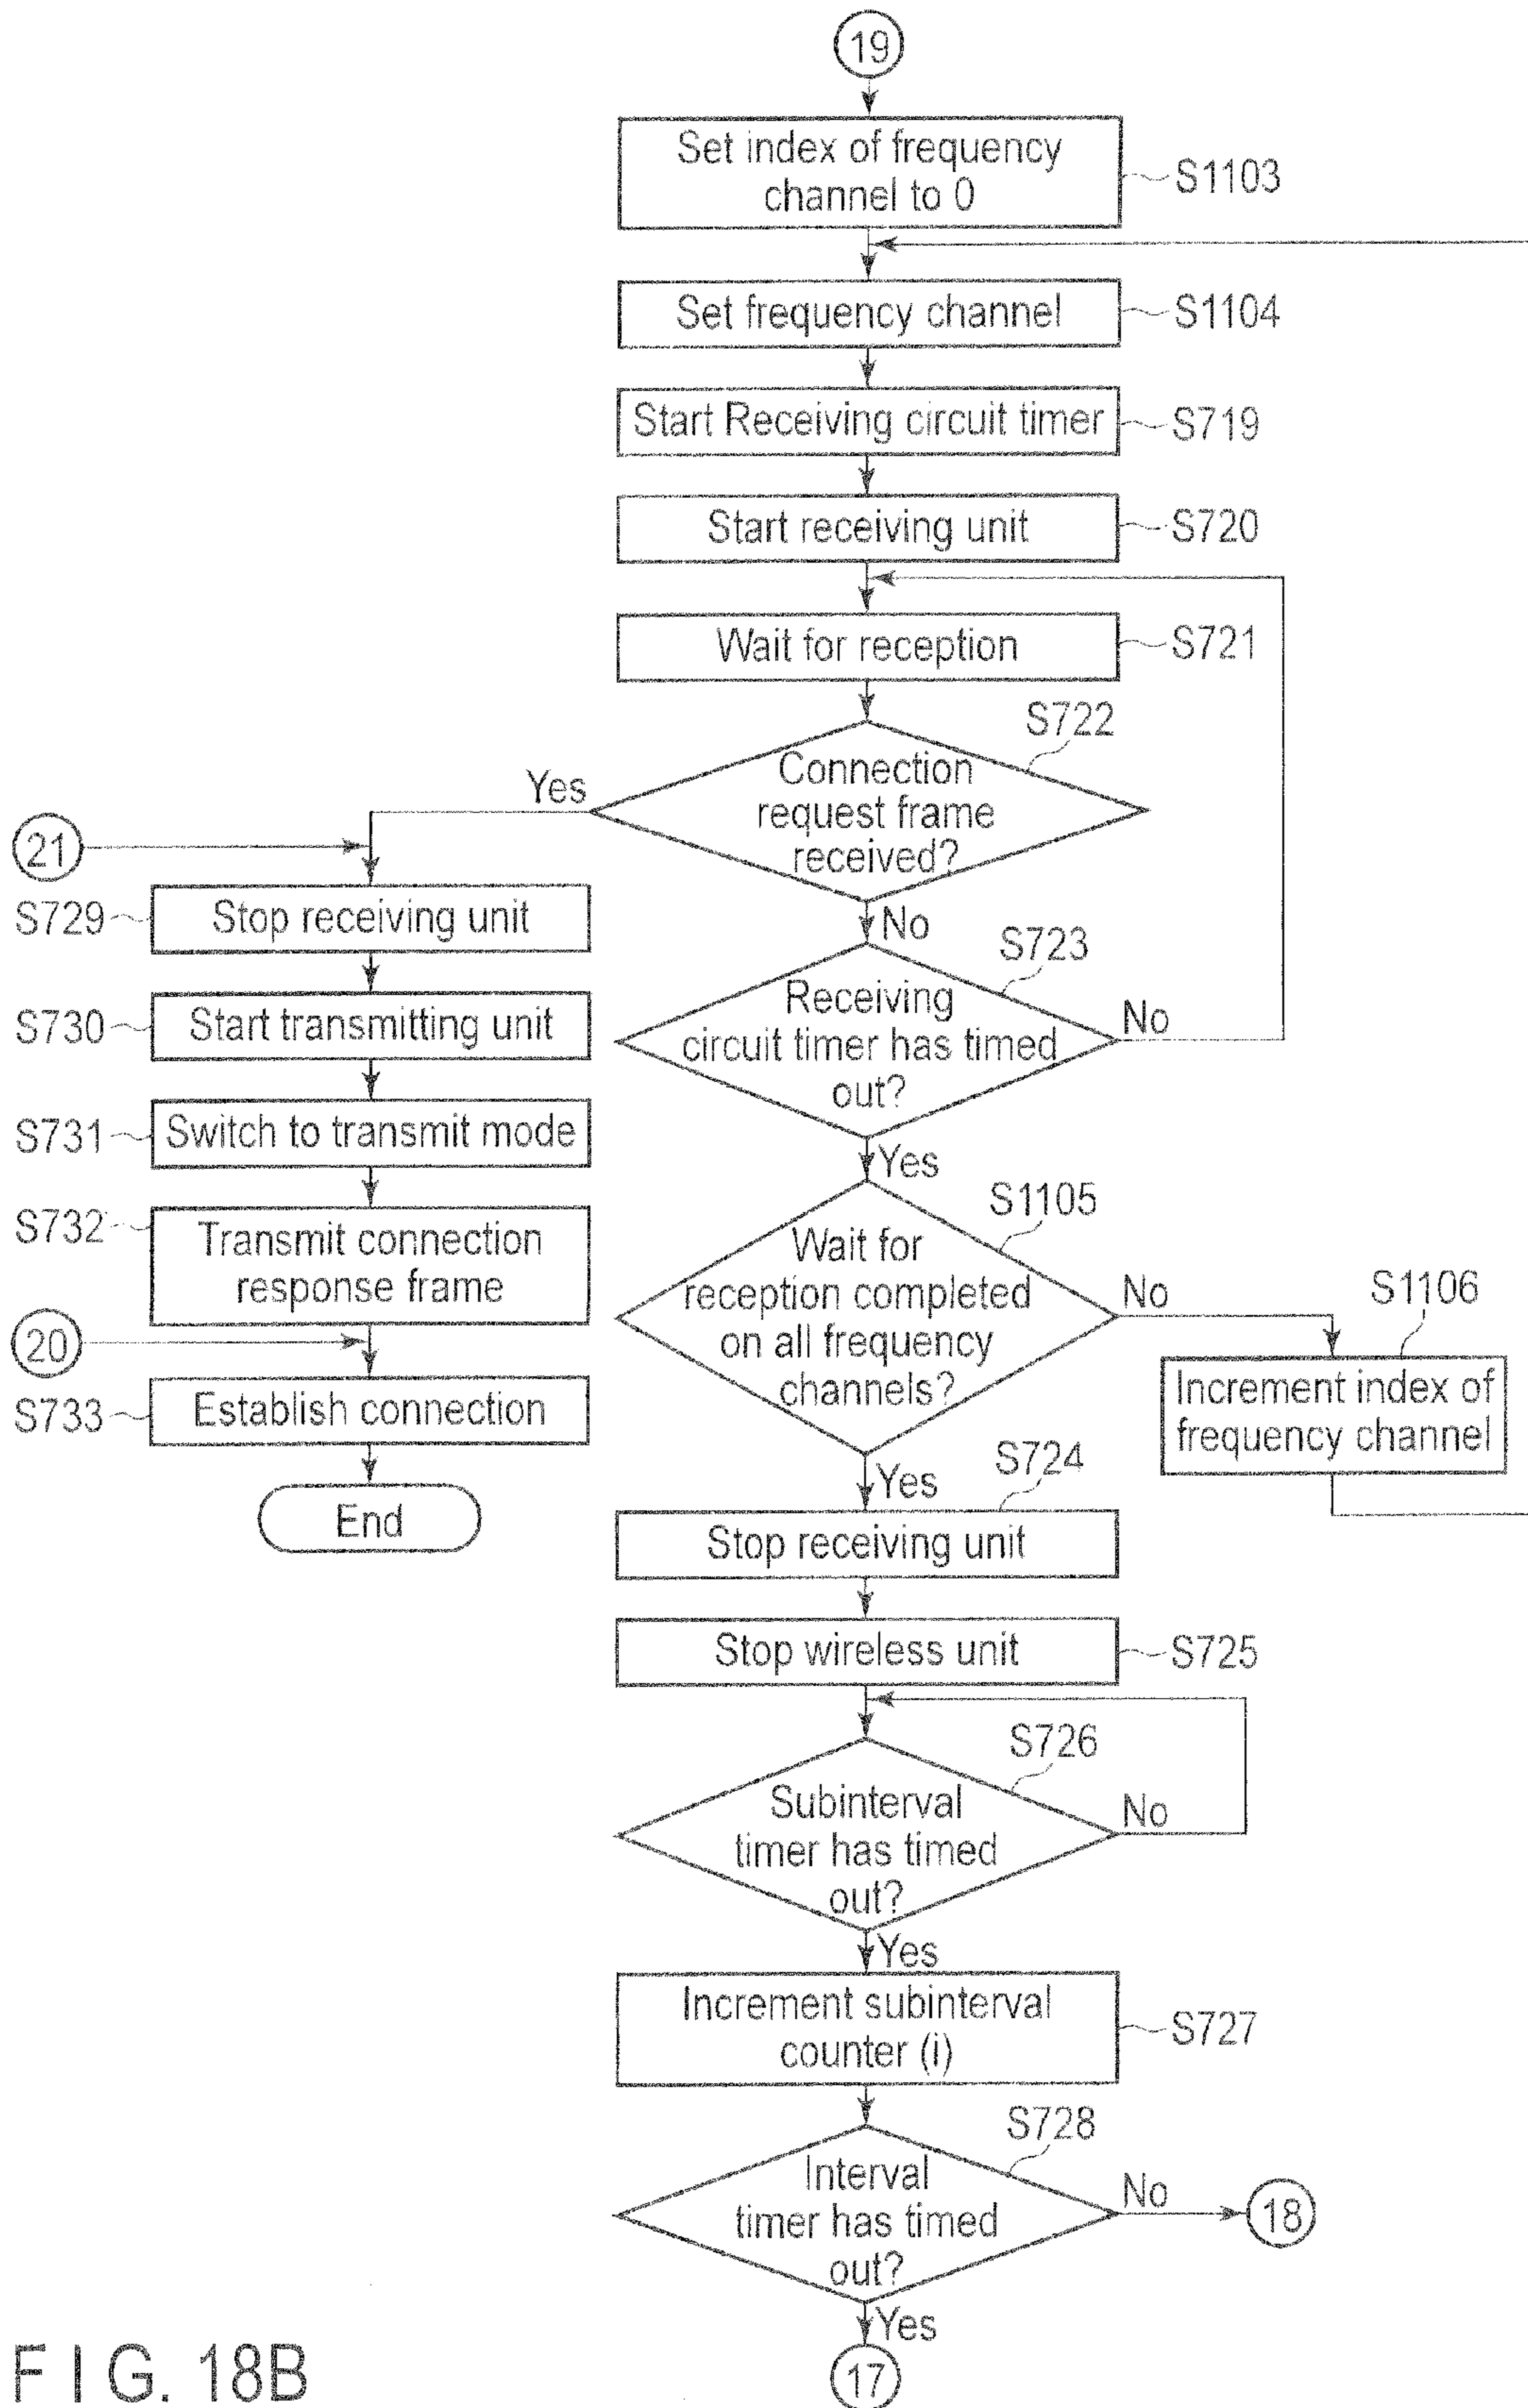 19
Set index of frequency
channel to 0
S1103
Set frequency channel
S1104
Start Receiving circuit timer
S719
Start receiving unit
S720
Wait for reception
S721
S722
Connection
request frame
received?
Yes
No
21
S729
Stop receiving unit
S730
Start transmitting unit
S731
Switch to transmit mode
S732
Transmit connection
response frame
20
S733
Establish connection
End
S723
Receiving
circuit timer has timed
out?
No
Yes
S1105
Wait for
reception completed
on all frequency
channels?
No
S1106
Increment index of
frequency channel
Yes
S724
Stop receiving unit
Stop wireless unit
S725
S726
Subinterval
timer has timed
out?
No
Yes
Increment subinterval
counter (i)
S727
S728
Interval
timer has timed
out?
No
18
Yes
17
FIG. 18B